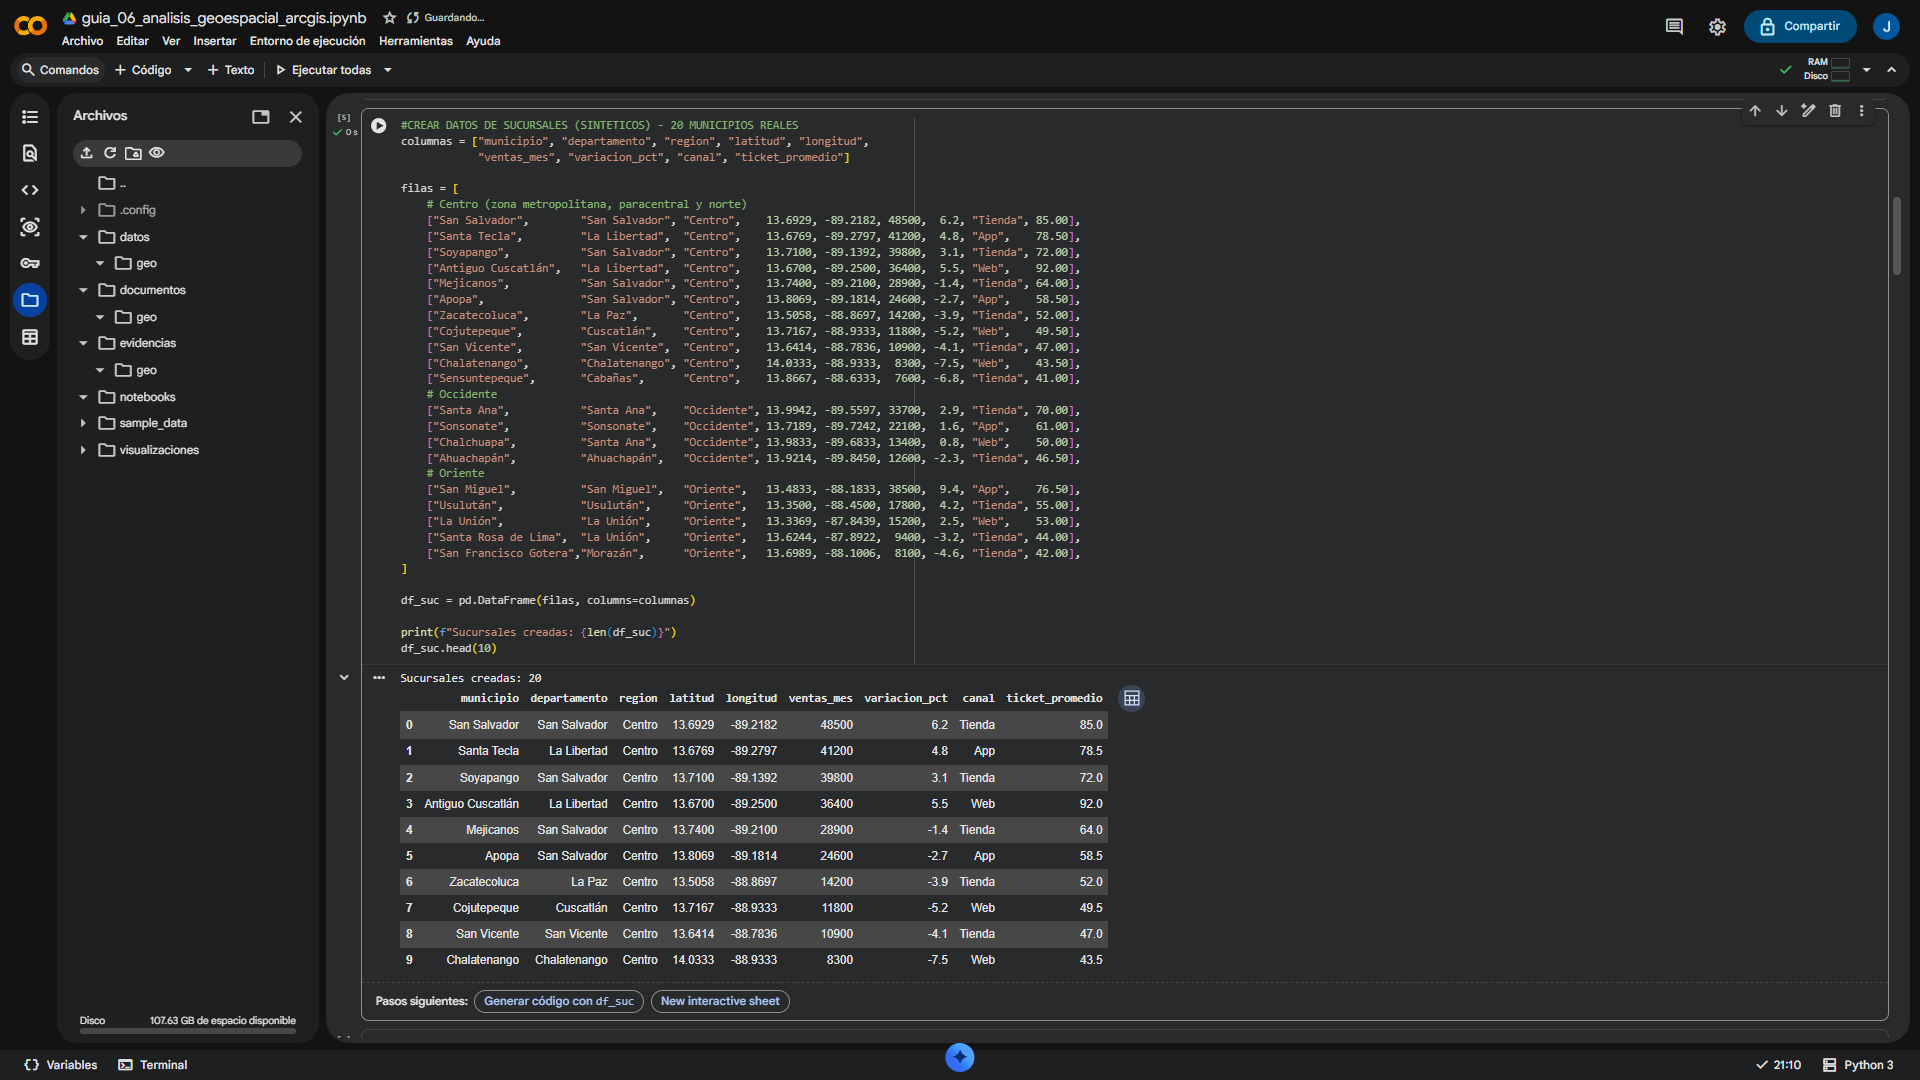 guia_06_analisis_geoespacial_arcgis.ipynb
Guardando...
Archivo Editar Ver Insertar Entorno de ejecución Herramientas Ayuda
Compartir
J
Comandos
+ Código
+ Texto
Ejecutar todas
RAM
Disco
Archivos
..
.config
datos
geo
documentos
geo
evidencias
geo
notebooks
sample_data
visualizaciones
Disco 107.63 GB de espacio disponible
[5]
0 s
#CREAR DATOS DE SUCURSALES (SINTETICOS) - 20 MUNICIPIOS REALES
columnas = ["municipio", "departamento", "region", "latitud", "longitud",
"ventas_mes", "variacion_pct", "canal", "ticket_promedio"]
filas = [
# Centro (zona metropolitana, paracentral y norte)
["San Salvador", "San Salvador", "Centro", 13.6929, -89.2182, 48500, 6.2, "Tienda", 85.00],
["Santa Tecla", "La Libertad", "Centro", 13.6769, -89.2797, 41200, 4.8, "App", 78.50],
["Soyapango", "San Salvador", "Centro", 13.7100, -89.1392, 39800, 3.1, "Tienda", 72.00],
["Antiguo Cuscatlán", "La Libertad", "Centro", 13.6700, -89.2500, 36400, 5.5, "Web", 92.00],
["Mejicanos", "San Salvador", "Centro", 13.7400, -89.2100, 28900, -1.4, "Tienda", 64.00],
["Apopa", "San Salvador", "Centro", 13.8069, -89.1814, 24600, -2.7, "App", 58.50],
["Zacatecoluca", "La Paz", "Centro", 13.5058, -88.8697, 14200, -3.9, "Tienda", 52.00],
["Cojutepeque", "Cuscatlán", "Centro", 13.7167, -88.9333, 11800, -5.2, "Web", 49.50],
["San Vicente", "San Vicente", "Centro", 13.6414, -88.7836, 10900, -4.1, "Tienda", 47.00],
["Chalatenango", "Chalatenango", "Centro", 14.0333, -88.9333, 8300, -7.5, "Web", 43.50],
["Sensuntepeque", "Cabañas", "Centro", 13.8667, -88.6333, 7600, -6.8, "Tienda", 41.00],
# Occidente
["Santa Ana", "Santa Ana", "Occidente", 13.9942, -89.5597, 33700, 2.9, "Tienda", 70.00],
["Sonsonate", "Sonsonate", "Occidente", 13.7189, -89.7242, 22100, 1.6, "App", 61.00],
["Chalchuapa", "Santa Ana", "Occidente", 13.9833, -89.6833, 13400, 0.8, "Web", 50.00],
["Ahuachapán", "Ahuachapán", "Occidente", 13.9214, -89.8450, 12600, -2.3, "Tienda", 46.50],
# Oriente
["San Miguel", "San Miguel", "Oriente", 13.4833, -88.1833, 38500, 9.4, "App", 76.50],
["Usulután", "Usulután", "Oriente", 13.3500, -88.4500, 17800, 4.2, "Tienda", 55.00],
["La Unión", "La Unión", "Oriente", 13.3369, -87.8439, 15200, 2.5, "Web", 53.00],
["Santa Rosa de Lima", "La Unión", "Oriente", 13.6244, -87.8922, 9400, -3.2, "Tienda", 44.00],
["San Francisco Gotera","Morazán", "Oriente", 13.6989, -88.1006, 8100, -4.6, "Tienda", 42.00],
]
df_suc = pd.DataFrame(filas, columns=columnas)
print(f"Sucursales creadas: {len(df_suc)}")
df_suc.head(10)
Sucursales creadas: 20
municipio departamento region latitud longitud ventas_mes variacion_pct canal ticket_promedio
0 San Salvador San Salvador Centro 13.6929 -89.2182 48500 6.2 Tienda 85.0
1 Santa Tecla La Libertad Centro 13.6769 -89.2797 41200 4.8 App 78.5
2 Soyapango San Salvador Centro 13.7100 -89.1392 39800 3.1 Tienda 72.0
3 Antiguo Cuscatlán La Libertad Centro 13.6700 -89.2500 36400 5.5 Web 92.0
4 Mejicanos San Salvador Centro 13.7400 -89.2100 28900 -1.4 Tienda 64.0
5 Apopa San Salvador Centro 13.8069 -89.1814 24600 -2.7 App 58.5
6 Zacatecoluca La Paz Centro 13.5058 -88.8697 14200 -3.9 Tienda 52.0
7 Cojutepeque Cuscatlán Centro 13.7167 -88.9333 11800 -5.2 Web 49.5
8 San Vicente San Vicente Centro 13.6414 -88.7836 10900 -4.1 Tienda 47.0
9 Chalatenango Chalatenango Centro 14.0333 -88.9333 8300 -7.5 Web 43.5
Pasos siguientes: Generar código con df_suc New interactive sheet
Variables
Terminal
21:10
Python 3